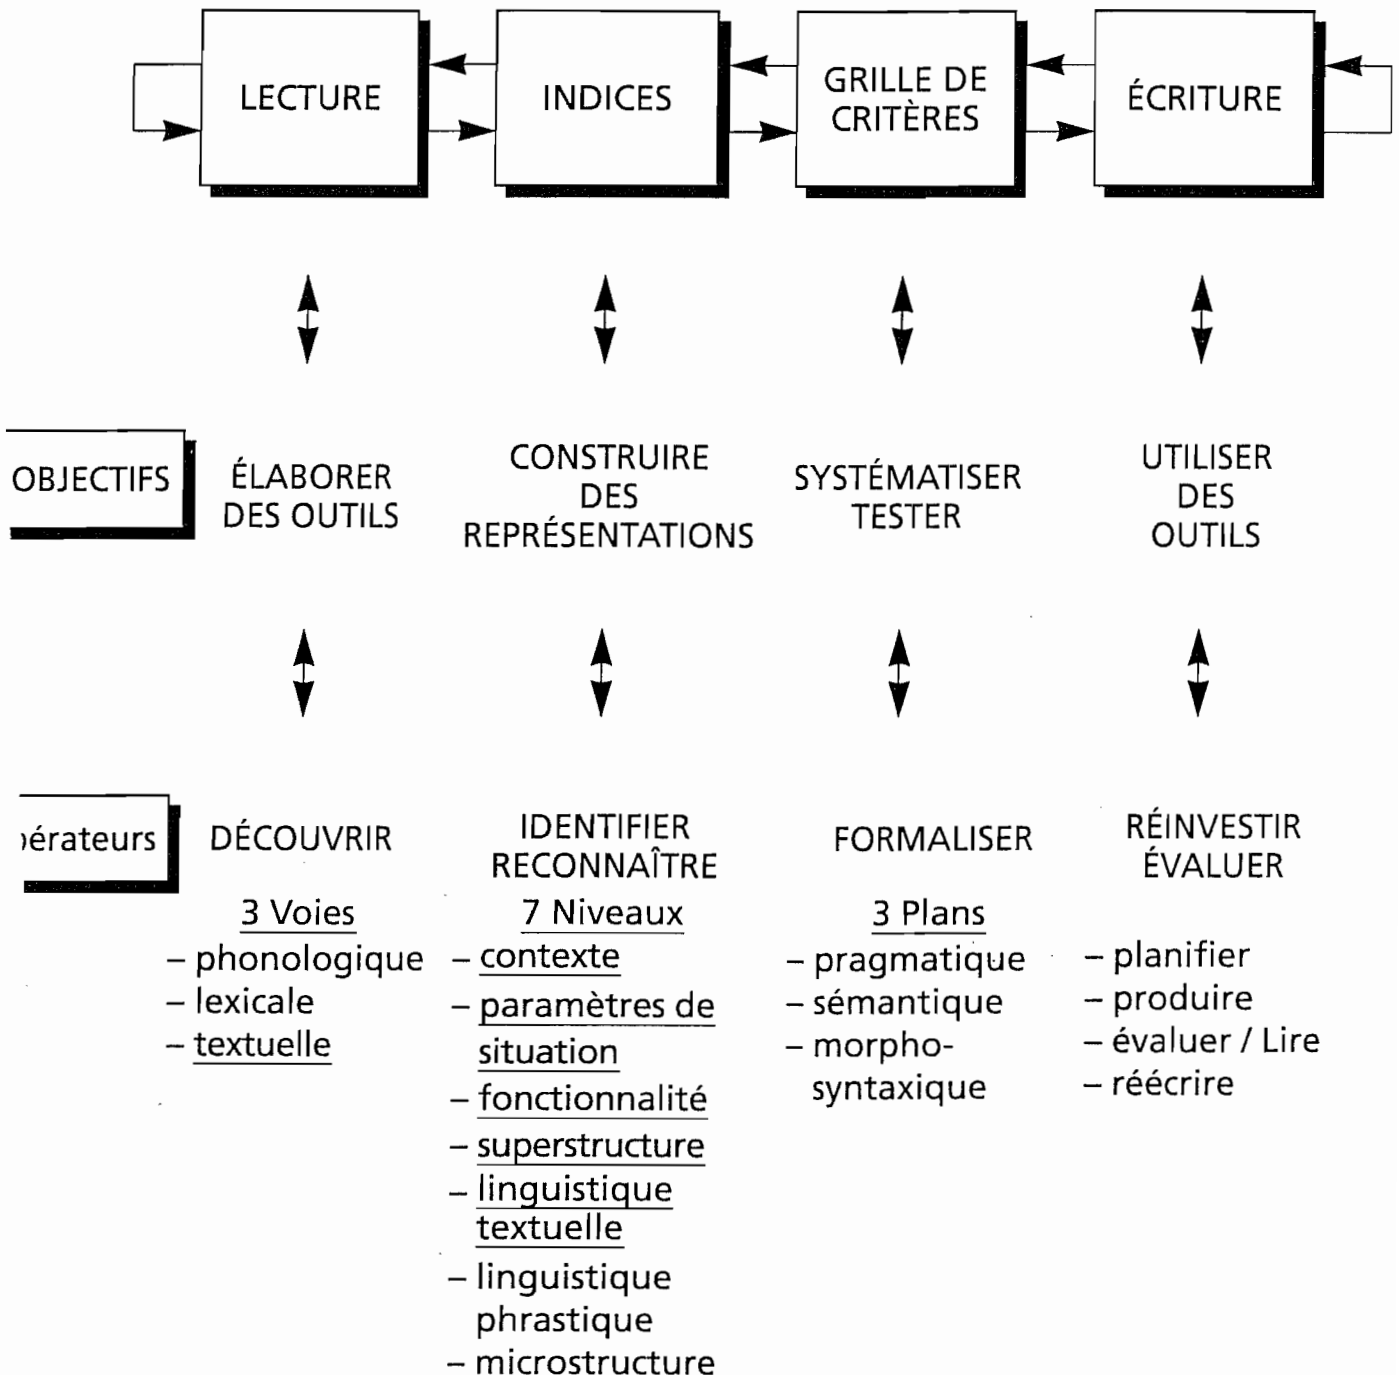 LECTURE
INDICES
GRILLE DE
CRITÈRES
ÉCRITURE
OBJECTIFS
ÉLABORER
DES OUTILS
CONSTRUIRE
DES
REPRÉSENTATIONS
SYSTÉMATISER
TESTER
UTILISER
DES
OUTILS
pérateurs
DÉCOUVRIR
IDENTIFIER
RECONNAÎTRE
FORMALISER
RÉINVESTIR
ÉVALUER
3 Voies
– phonologique
– lexicale
– textuelle
7 Niveaux
– contexte
– paramètres de
situation
– fonctionnalité
– superstructure
– linguistique
textuelle
– linguistique
phrastique
– microstructure
3 Plans
– pragmatique
– sémantique
– morpho-
syntaxique
– planifier
– produire
– évaluer / Lire
– réécrire